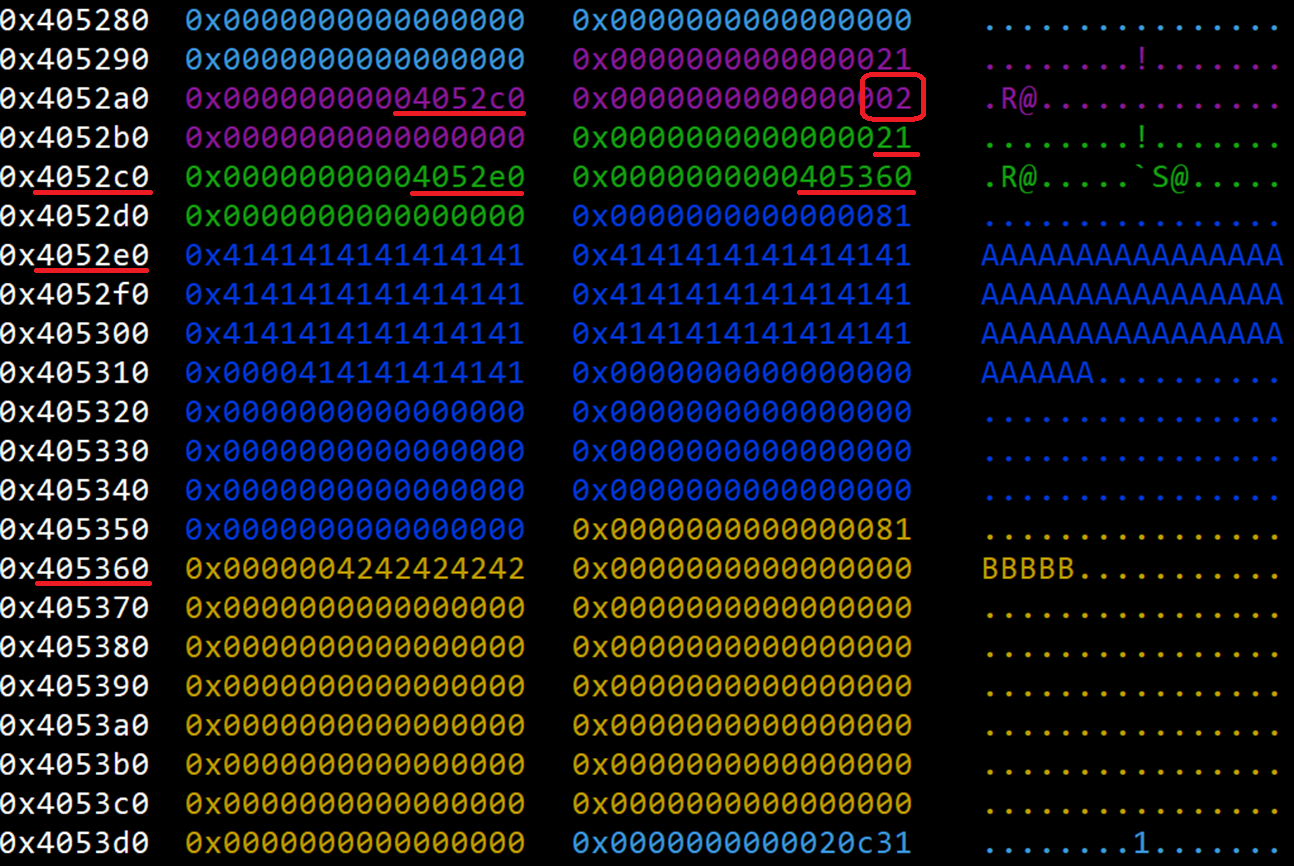 0x405280 0x0000000000000000 0x0000000000000000 ................
0x405290 0x0000000000000000 0x0000000000000021 ........!.......
0x4052a0 0x00000000004052c0 0x0000000000000002 .R@.............
0x4052b0 0x0000000000000000 0x0000000000000021 ........!.......
0x4052c0 0x00000000004052e0 0x0000000000405360 .R@.....`S@.....
0x4052d0 0x0000000000000000 0x0000000000000081 ................
0x4052e0 0x4141414141414141 0x4141414141414141 AAAAAAAAAAAAAAAA
0x4052f0 0x4141414141414141 0x4141414141414141 AAAAAAAAAAAAAAAA
0x405300 0x4141414141414141 0x4141414141414141 AAAAAAAAAAAAAAAA
0x405310 0x0000414141414141 0x0000000000000000 AAAAAA..........
0x405320 0x0000000000000000 0x0000000000000000 ................
0x405330 0x0000000000000000 0x0000000000000000 ................
0x405340 0x0000000000000000 0x0000000000000000 ................
0x405350 0x0000000000000000 0x0000000000000081 ................
0x405360 0x0000004242424242 0x0000000000000000 BBBBB...........
0x405370 0x0000000000000000 0x0000000000000000 ................
0x405380 0x0000000000000000 0x0000000000000000 ................
0x405390 0x0000000000000000 0x0000000000000000 ................
0x4053a0 0x0000000000000000 0x0000000000000000 ................
0x4053b0 0x0000000000000000 0x0000000000000000 ................
0x4053c0 0x0000000000000000 0x0000000000000000 ................
0x4053d0 0x0000000000000000 0x0000000000020c31 ........1.......